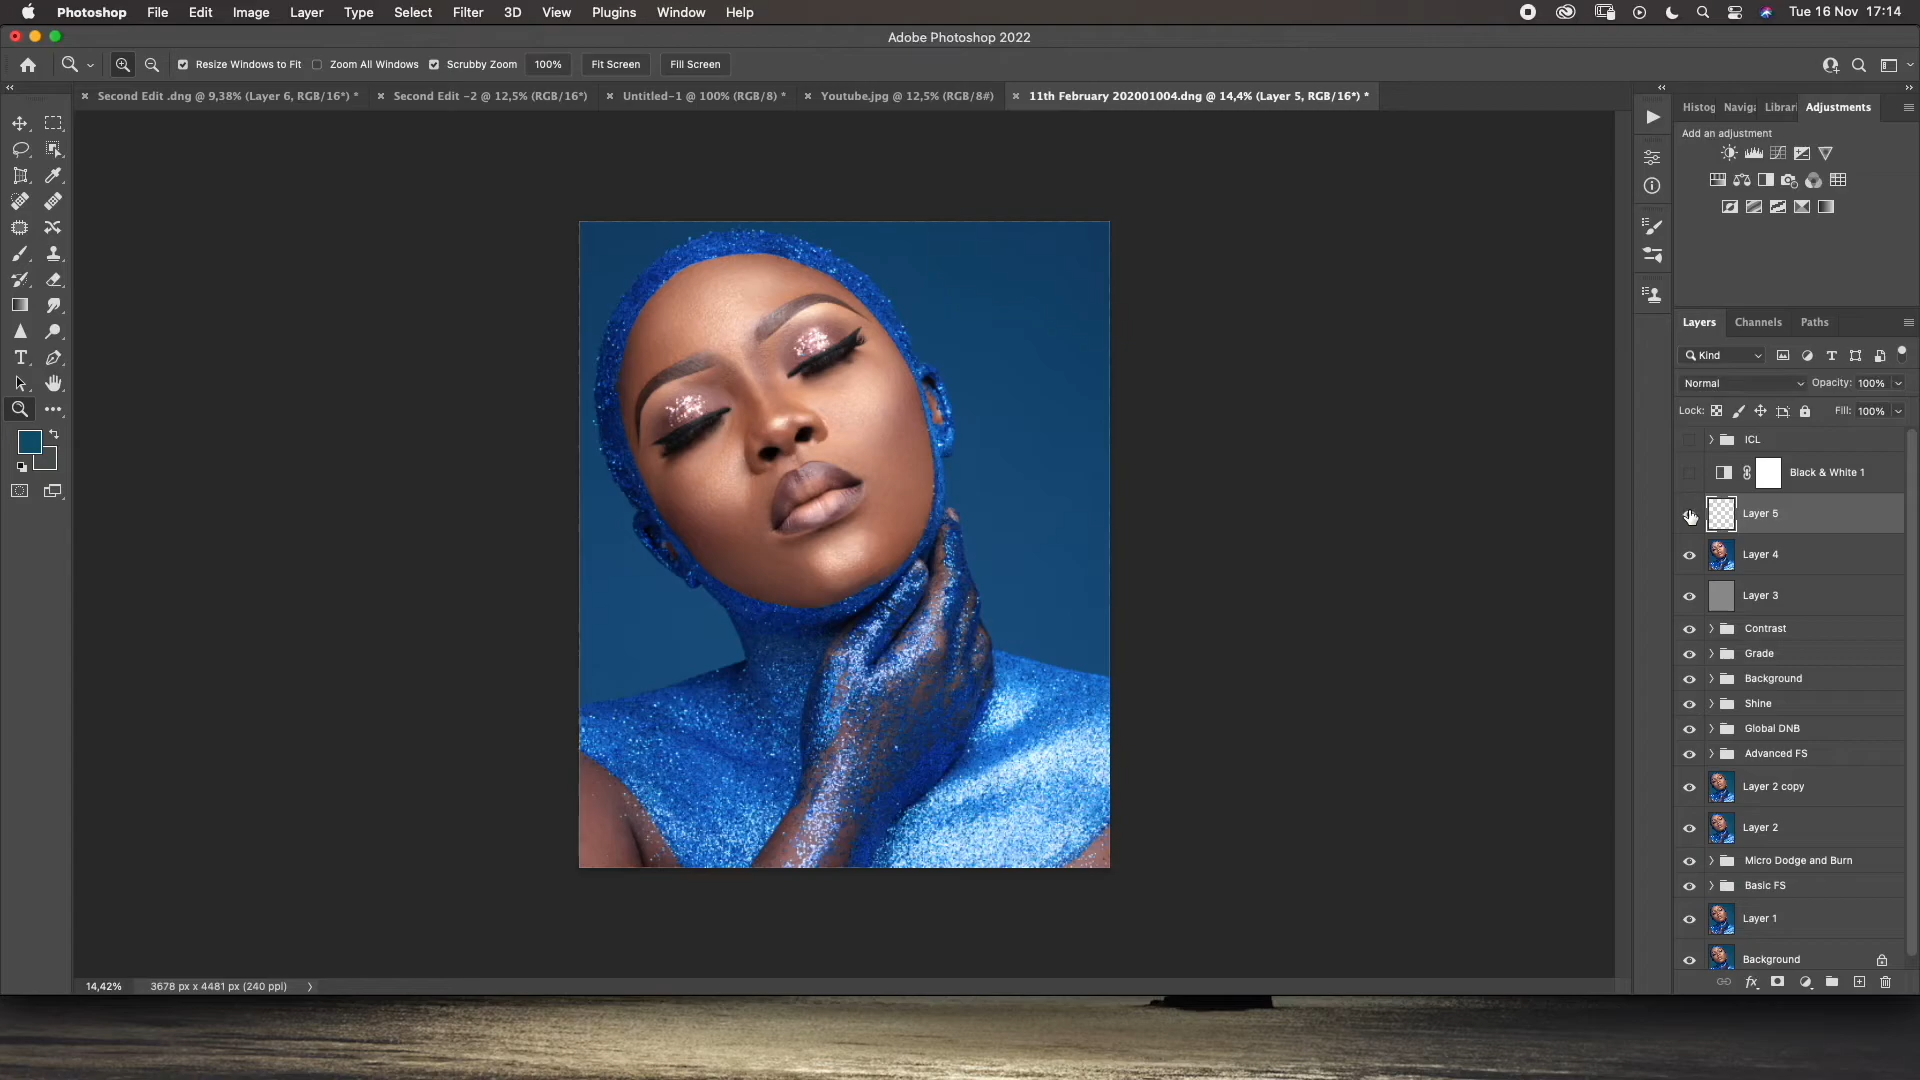 Photoshop File Edit Image Layer Type Select Filter 3D View Plugins Window Help Tue 16 Nov 17:14
Adobe Photoshop 2022
Resize Windows to Fit Zoom All Windows Scrubby Zoom 100% Fit Screen Fill Screen
Second Edit .dng @ 9,38% (Layer 6, RGB/16*) * Second Edit -2 @ 12,5% (RGB/16*) Untitled-1 @ 100% (RGB/8) * Youtube.jpg @ 12,5% (RGB/8#) 11th February 202001004.dng @ 14,4% (Layer 5, RGB/16*) *
Histog Naviga Librari Adjustments
Add an adjustment
Layers Channels Paths
Kind
Normal Opacity: 100%
Lock: Fill: 100%
ICL
Black & White 1
Layer 5
Layer 4
Layer 3
Contrast
Grade
Background
Shine
Global DNB
Advanced FS
Layer 2 copy
Layer 2
Micro Dodge and Burn
Basic FS
Layer 1
Background
fx
14,42% 3678 px x 4481 px (240 ppi)